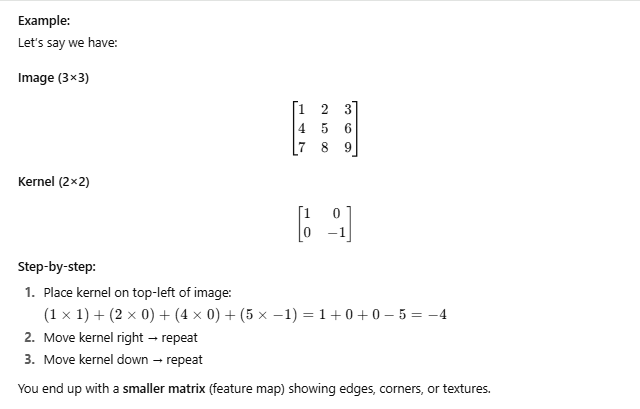 Example:
Let's say we have:
Image (3×3)
[1 2 3
4 5 6
7 8 9]
Kernel (2×2)
[1 0
0 −1]
Step-by-step:
1. Place kernel on top-left of image:
(1 × 1) + (2 × 0) + (4 × 0) + (5 × −1) = 1 + 0 + 0 − 5 = −4
2. Move kernel right → repeat
3. Move kernel down → repeat
You end up with a smaller matrix (feature map) showing edges, corners, or textures.